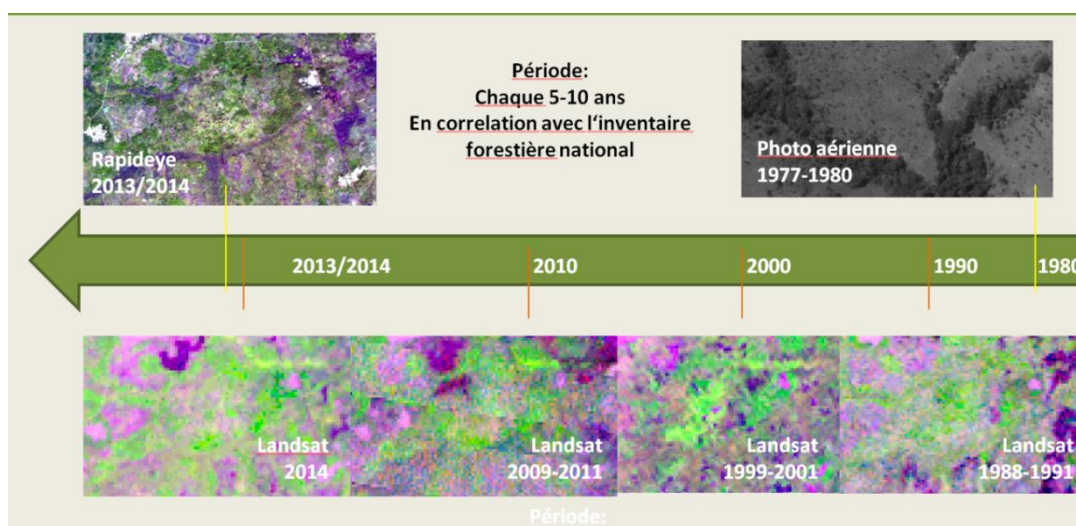 Période:
Chaque 5-10 ans
En correlation avec l'inventaire
forestière national
Rapideye
2013/2014
Photo aérienne
1977-1980
2013/2014
2010
2000
1990
1980
Landsat
2014
Landsat
2009-2011
Landsat
1999-2001
Landsat
1988-1991
Période: